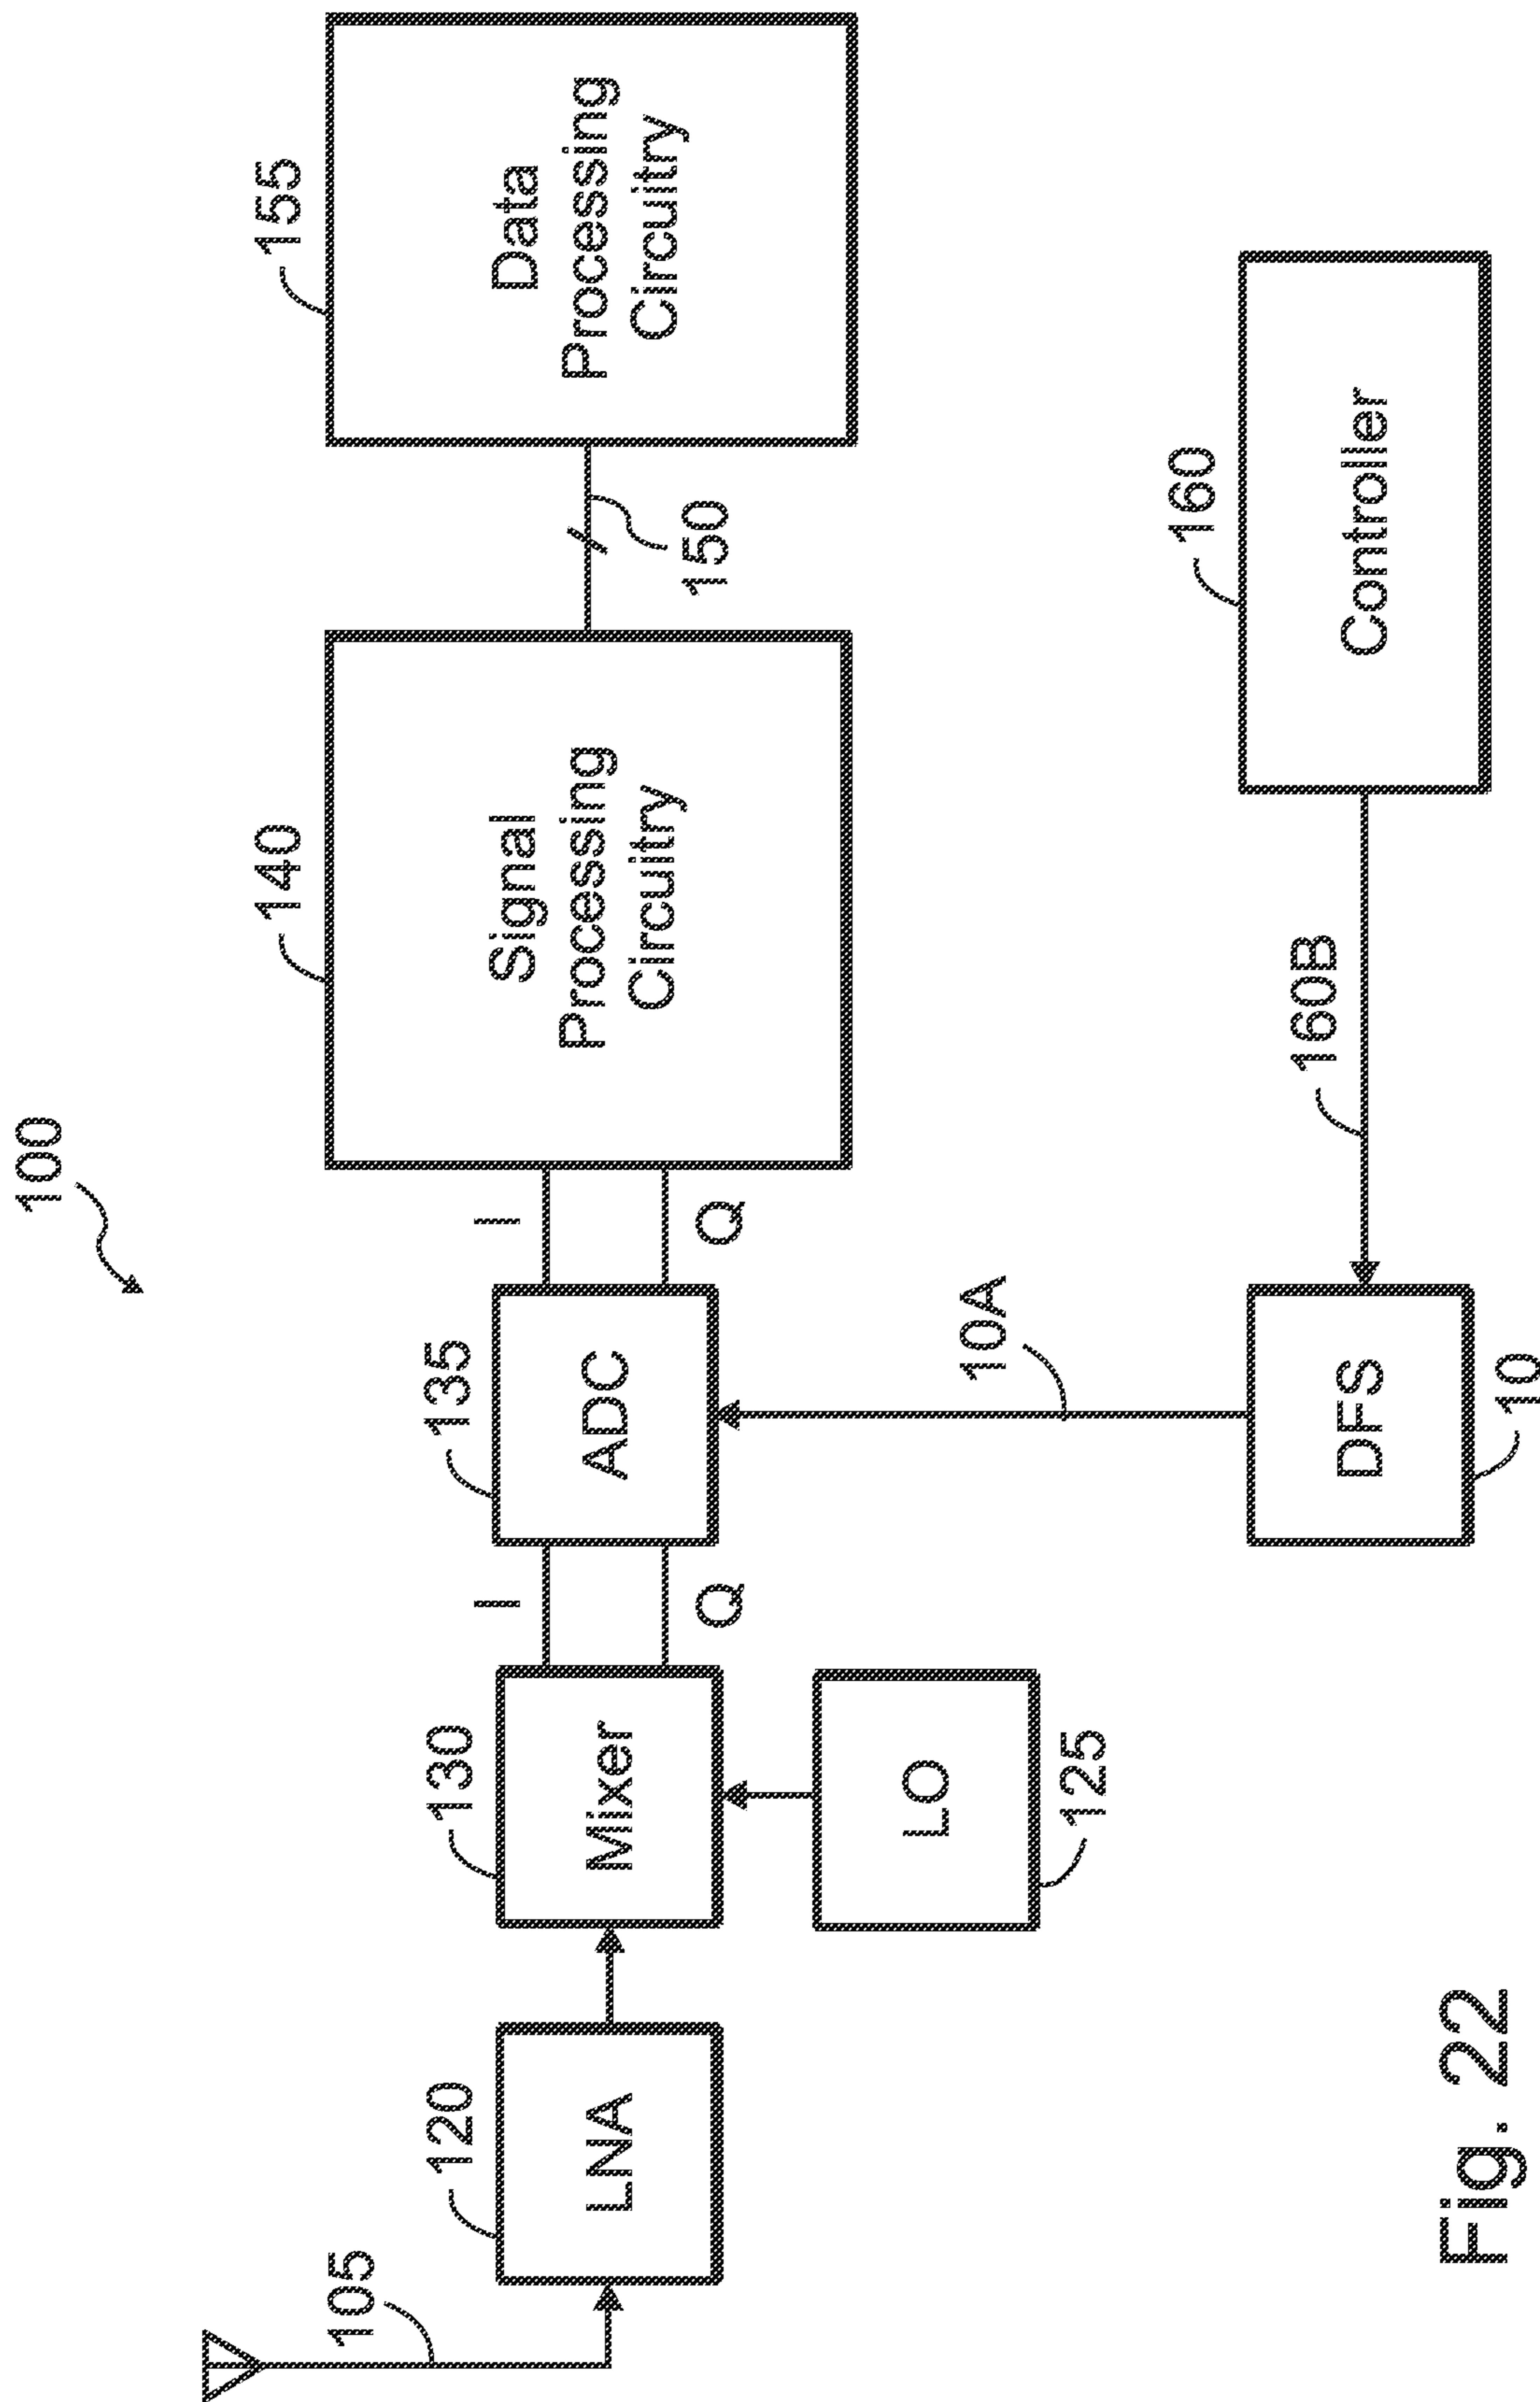 100
105
120
LNA
130
Mixer
LO
125
I
Q
135
ADC
I
Q
140
Signal
Processing
Circuitry
150
155
Data
Processing
Circuitry
10A
DFS
10
160B
160
Controller
Fig. 22